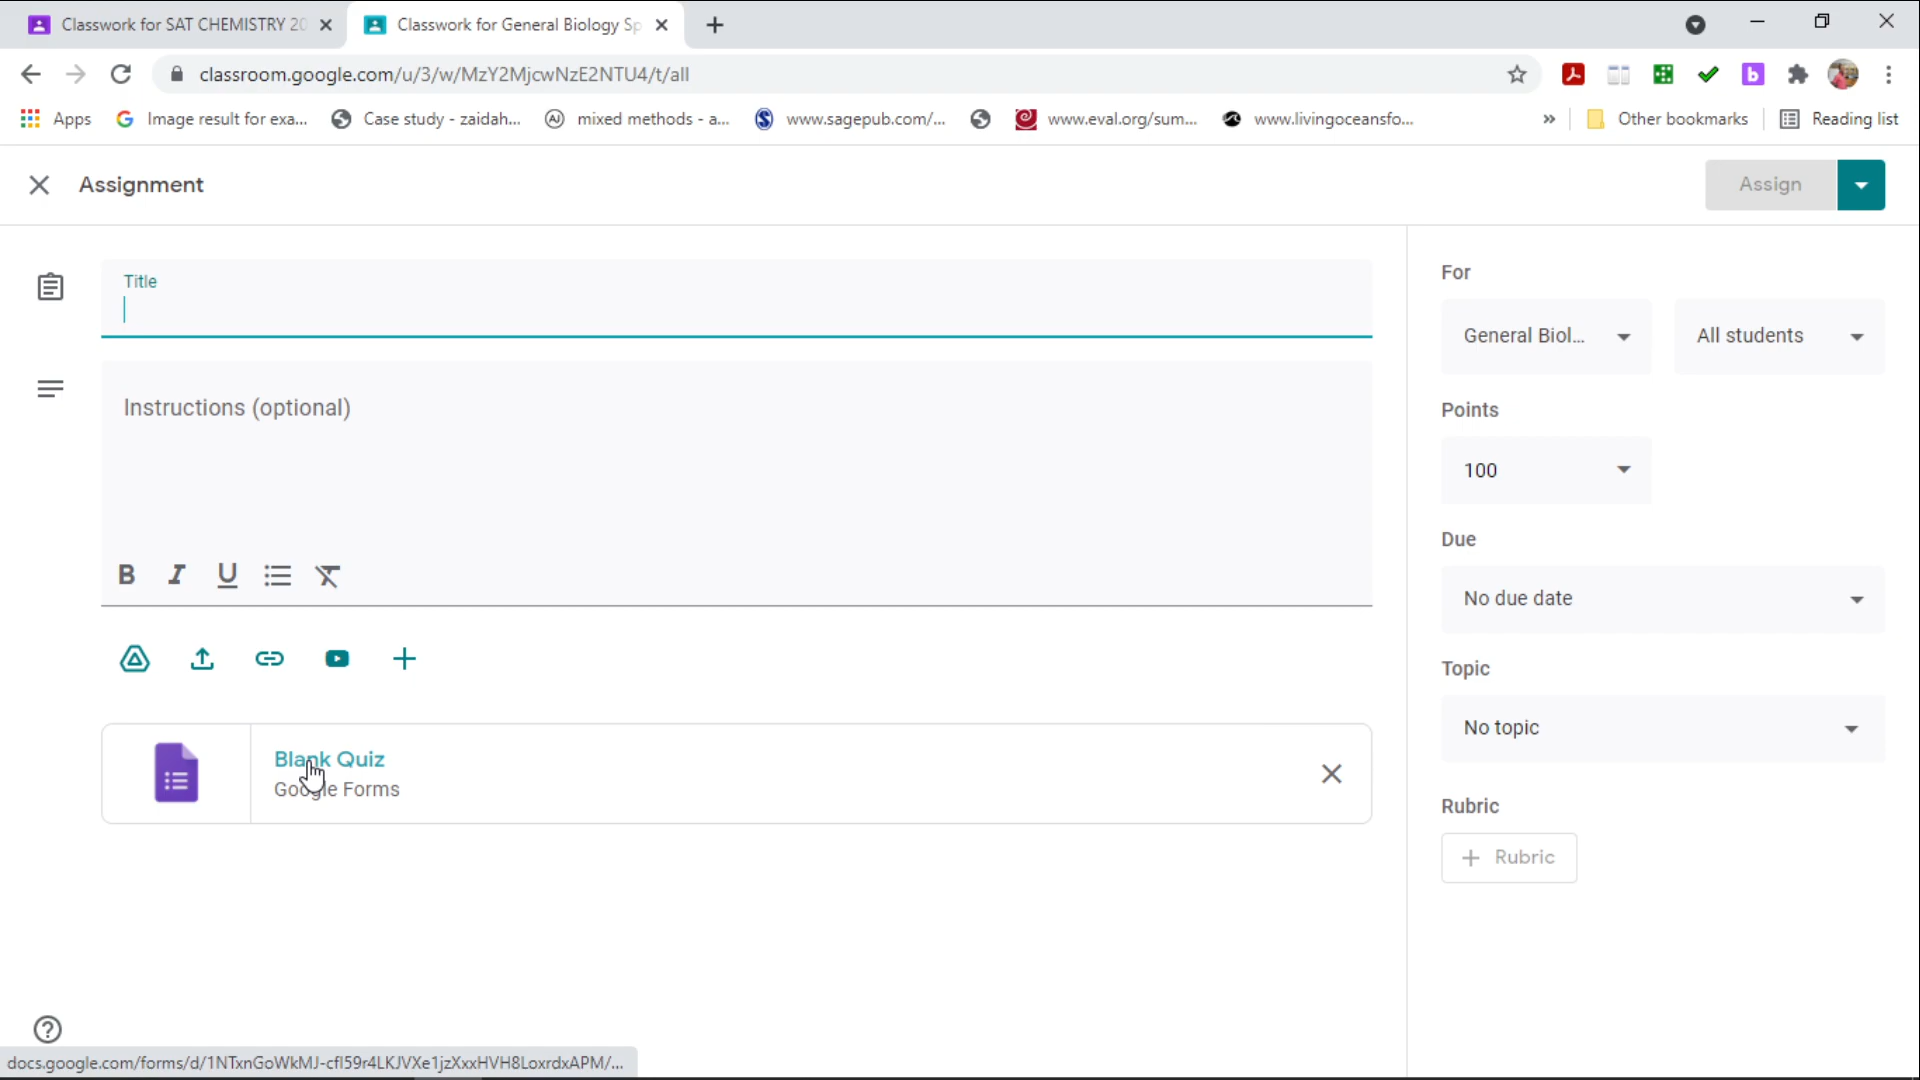 Classwork for SAT CHEMISTRY 20
Classwork for General Biology Sp
classroom.google.com/u/3/w/MzY2MjcwNzE2NTU4/t/all
Apps
Image result for exa...
Case study - zaidah...
mixed methods - a...
www.sagepub.com/...
www.eval.org/sum...
www.livingoceansfo...
Other bookmarks
Reading list
Assignment
Assign
Title
Instructions (optional)
B I U
Blank Quiz
Google Forms
For
General Biol...
All students
Points
100
Due
No due date
Topic
No topic
Rubric
+ Rubric
docs.google.com/forms/d/1NTxnGoWkMJ-cfl59r4LKJVXe1jzXxxHVH8LoxrdxAPM/...